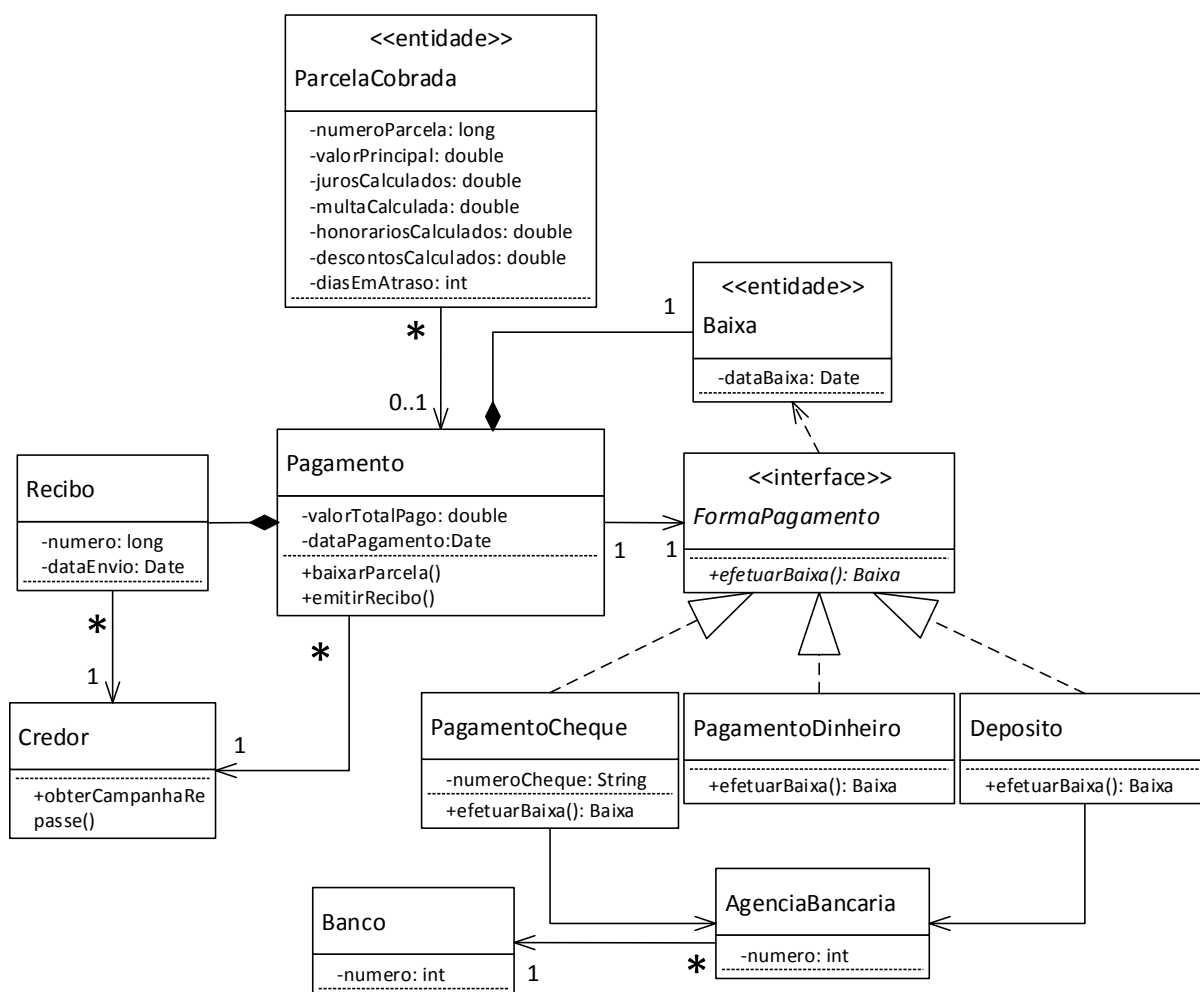 <<entidade>>
ParcelaCobrada
-numeroParcela: long
-valorPrincipal: double
-jurosCalculados: double
-multaCalculada: double
-honorariosCalculados: double
-descontosCalculados: double
-diasEmAtraso: int
*
0..1
1
<<entidade>>
Baixa
-dataBaixa: Date
Recibo
-numero: long
-dataEnvio: Date
Pagamento
-valorTotalPago: double
-dataPagamento:Date
+baixarParcela()
+emitirRecibo()
1
1
<<interface>>
FormaPagamento
+efetuarBaixa(): Baixa
*
1
*
1
Credor
+obterCampanhaRe
passe()
PagamentoCheque
-numeroCheque: String
+efetuarBaixa(): Baixa
PagamentoDinheiro
+efetuarBaixa(): Baixa
Deposito
+efetuarBaixa(): Baixa
Banco
-numero: int
1
*
AgenciaBancaria
-numero: int